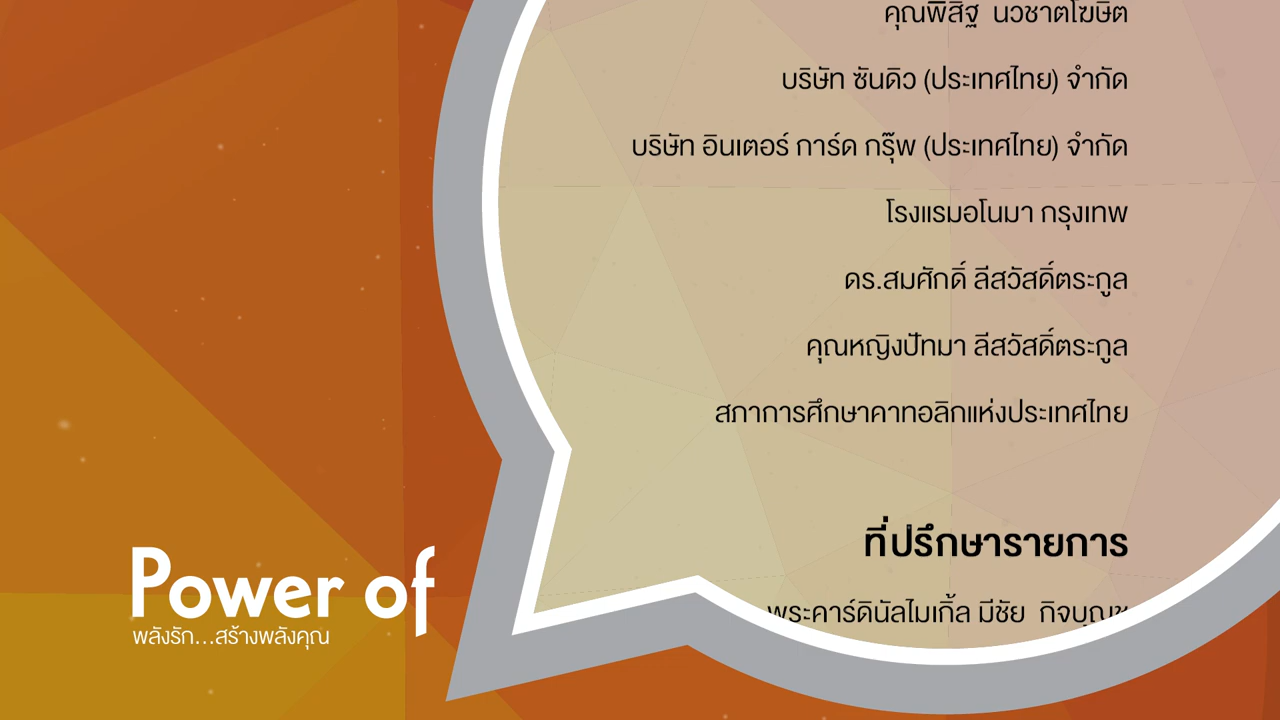 คุณพิสิฐ นวชาตโฆษิต
บริษัท ซันดิว (ประเทศไทย) จำกัด
บริษัท อินเตอร์ การ์ด กรุ๊พ (ประเทศไทย) จำกัด
โรงแรมอโนมา กรุงเทพ
ดร.สมศักดิ์ ลีสวัสดิ์ตระกูล
คุณหญิงปัทมา ลีสวัสดิ์ตระกูล
สภาการศึกษาคาทอลิกแห่งประเทศไทย
ที่ปรึกษารายการ
พระคาร์ดินัลไมเกิ้ล มีชัย กิจบุญชู
Power of
พลังรัก...สร้างพลังคุณ